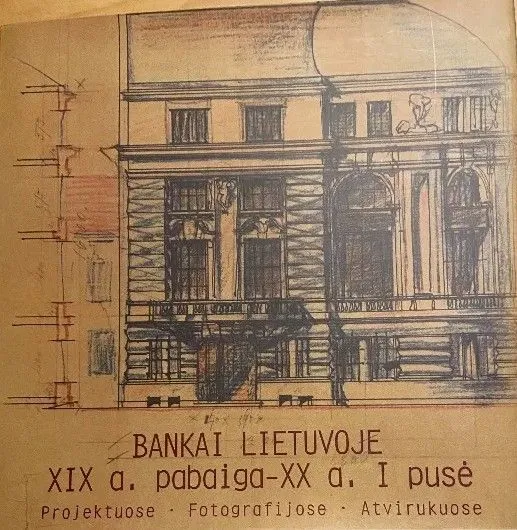 BANKAI LIETUVOJE
XIX a. pabaiga-XX a. I pusė
Projektuose · Fotografijose · Atvirukuose